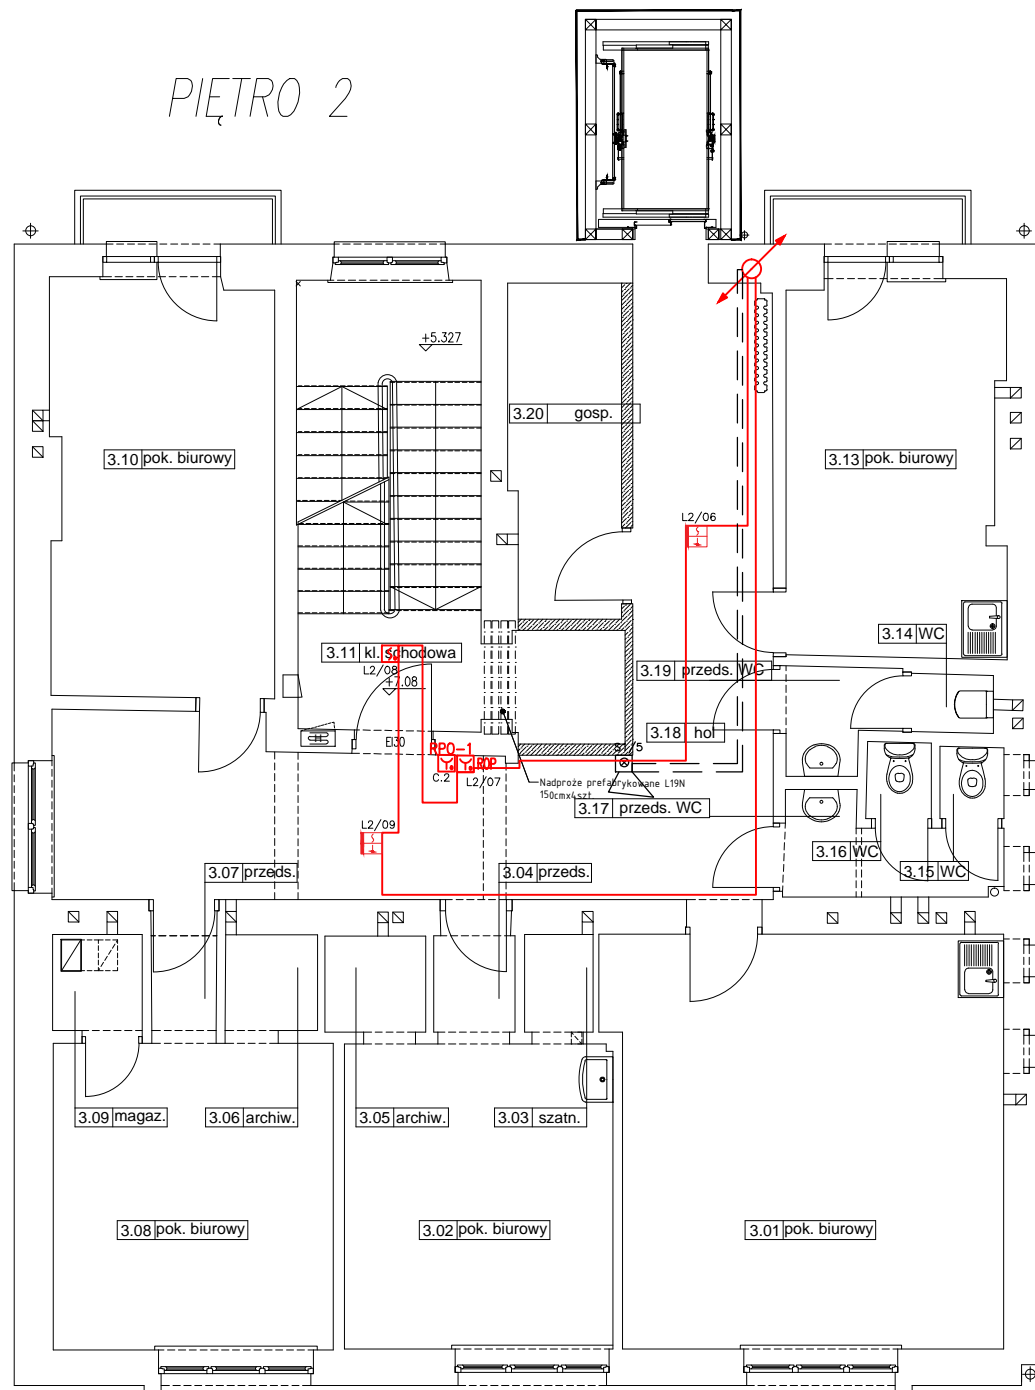 PIĘTRO 2
+5.327
3.20 gosp.
3.10 pok. biurowy
3.13 pok. biurowy
L2/06
3.14 WC
3.11 kl. schodowa
L2/08
+7.08
3.19 przeds. WC
3.18 hol
EI30
RPO-1
ROP
C.2
L2/07
Nadproże prefabrykowane L19N
150cmx4szt
3.17 przeds. WC
L2/09
3.16 WC
3.15 WC
3.07 przeds.
3.04 przeds.
3.09 magaz.
3.06 archiw.
3.05 archiw.
3.03 szatn.
3.08 pok. biurowy
3.02 pok. biurowy
3.01 pok. biurowy